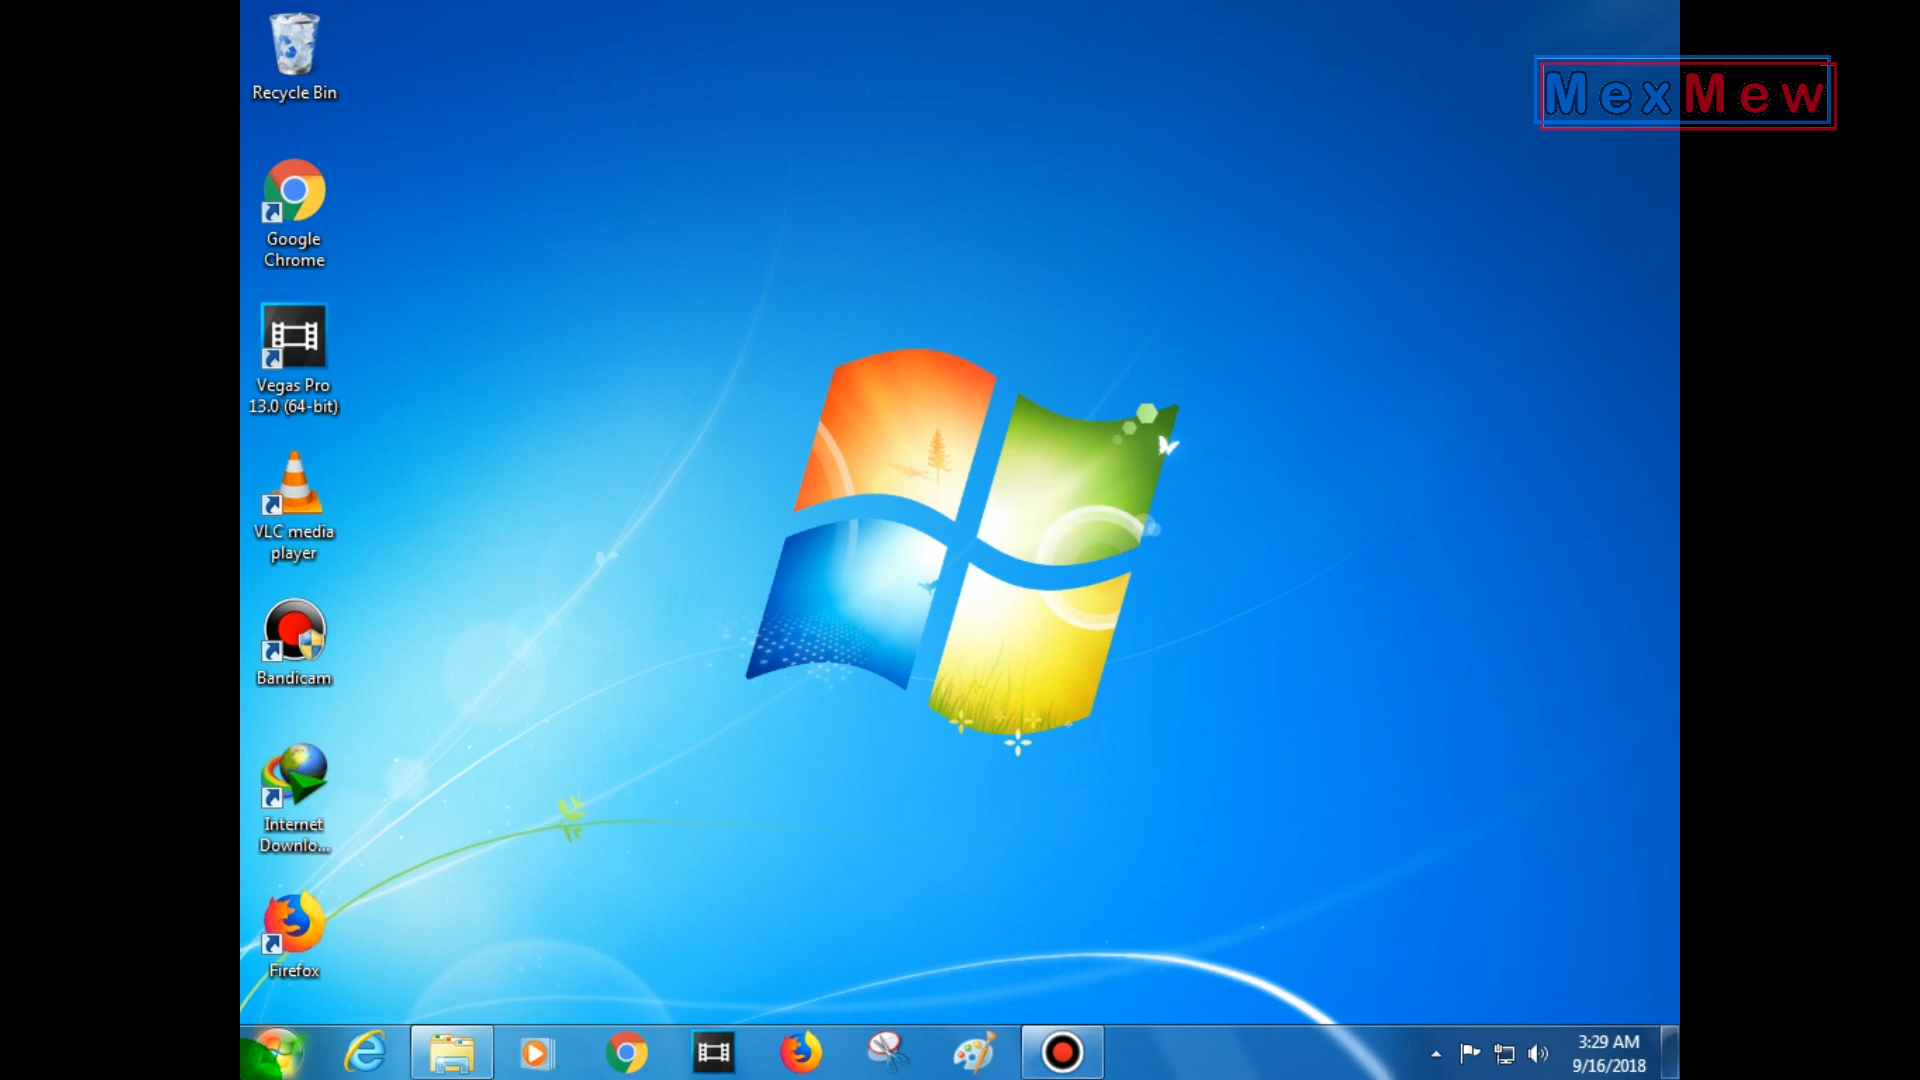 Recycle Bin
MexMew
Google
Chrome
Vegas Pro
13.0 (64-bit)
VLC media
player
Bandicam
Internet
Downlo...
Firefox
3:29 AM
9/16/2018